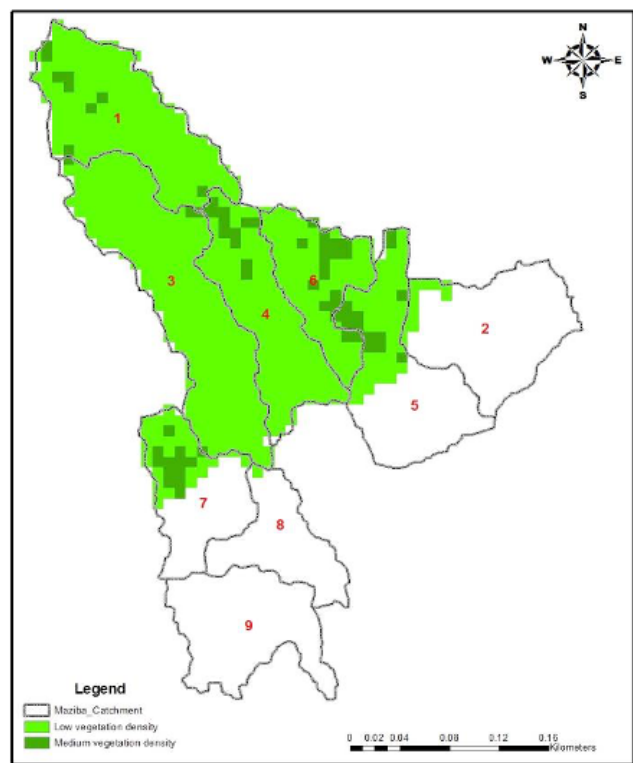 N
W E
S
1
3
6
4
2
5
7
8
9
Legend
Maziba_Catchment
Low vegetation density
Medium vegetation density
0 0.02 0.04 0.08 0.12 0.16
Kilometers